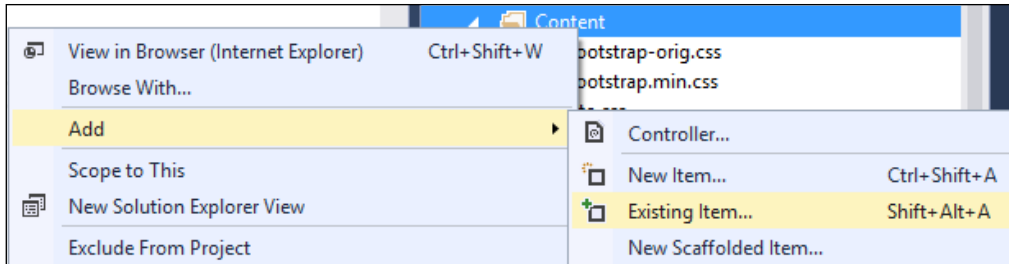 Content
View in Browser (Internet Explorer) Ctrl+Shift+W
Browse With...
Add
Scope to This
New Solution Explorer View
Exclude From Project
ootstrap-orig.css
ootstrap.min.css
Controller...
New Item... Ctrl+Shift+A
Existing Item... Shift+Alt+A
New Scaffolded Item...